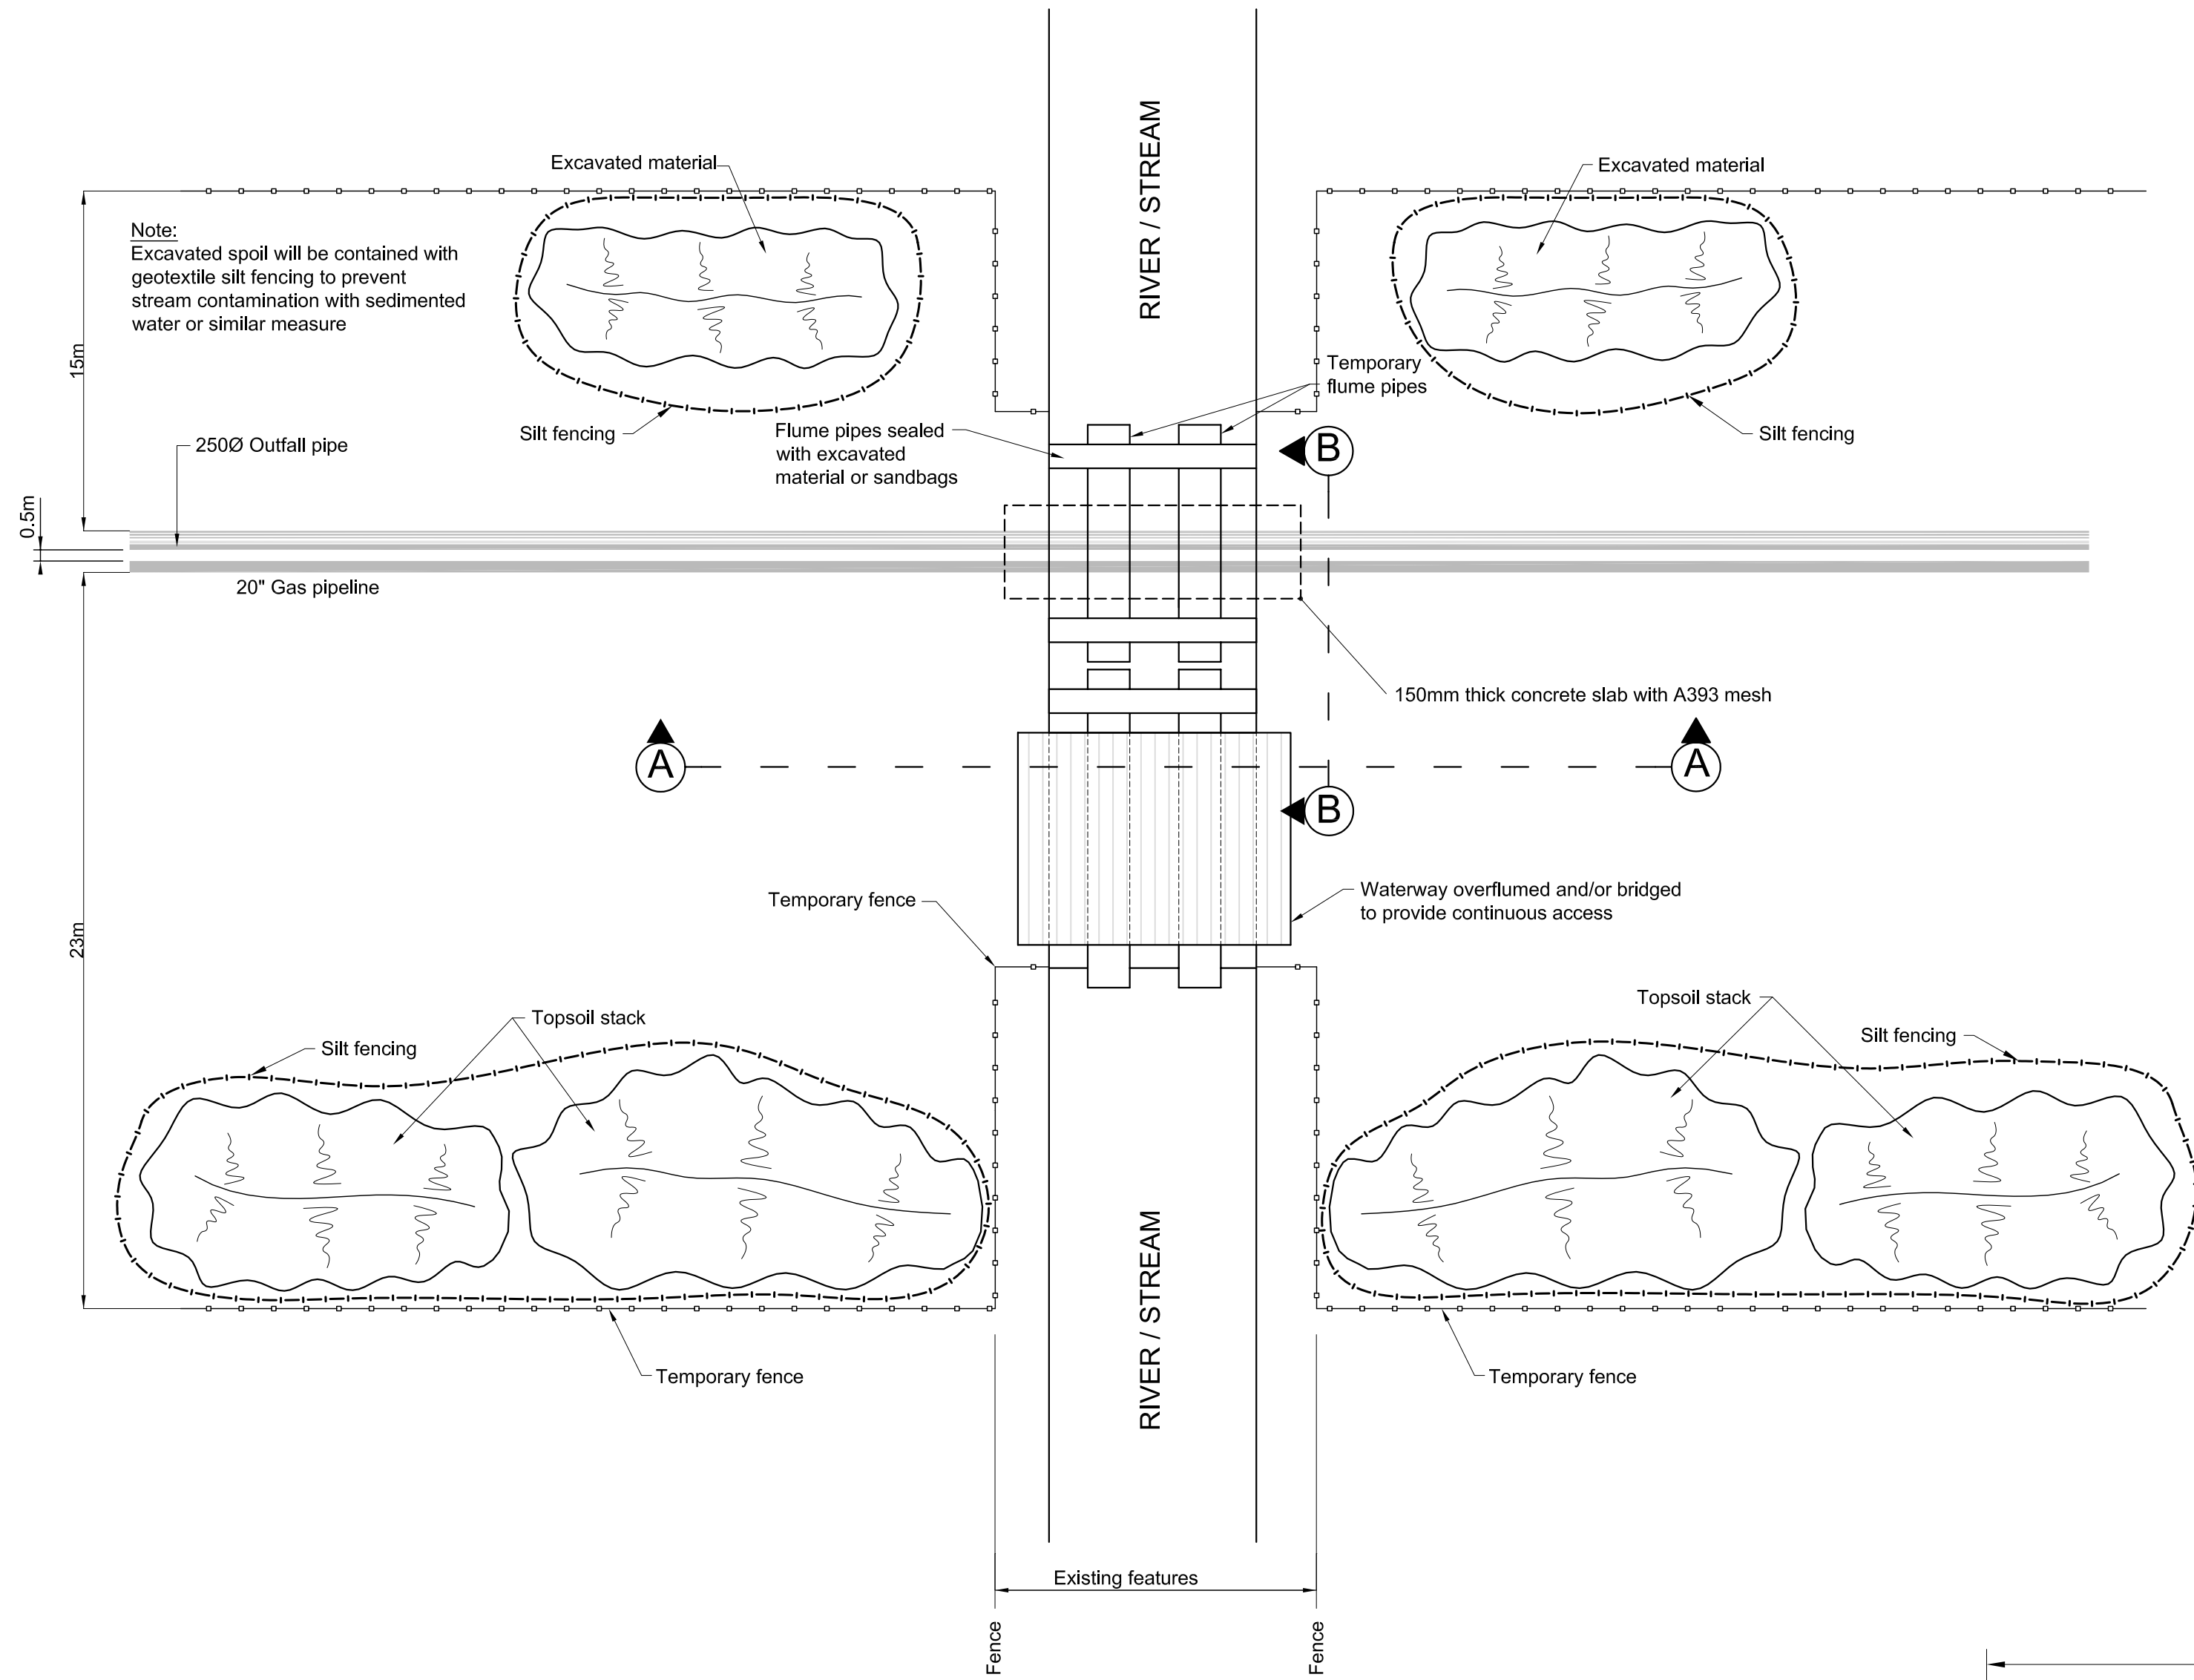 RIVER / STREAM
Excavated material
Excavated material
Note:
Excavated spoil will be contained with
geotextile silt fencing to prevent
stream contamination with sedimented
water or similar measure
15m
Temporary
flume pipes
Silt fencing
Flume pipes sealed
with excavated
material or sandbags
B
Silt fencing
250Ø Outfall pipe
0.5m
20" Gas pipeline
150mm thick concrete slab with A393 mesh
A
A
B
Temporary fence
Waterway overflumed and/or bridged
to provide continuous access
23m
Topsoil stack
Topsoil stack
Silt fencing
Silt fencing
RIVER / STREAM
Temporary fence
Temporary fence
Existing features
Fence
Fence